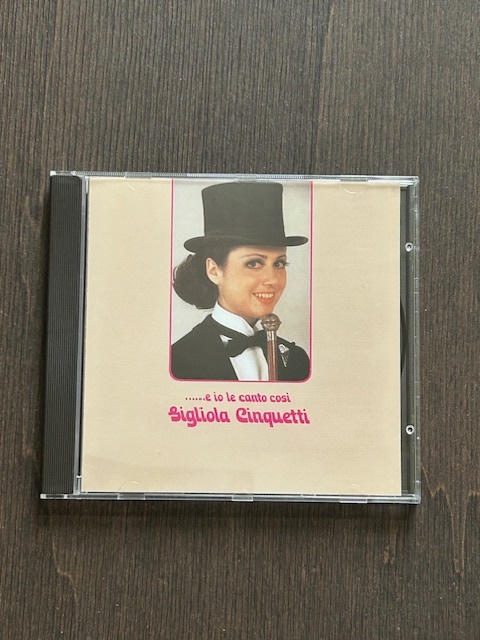 ......e io le canto così
Gigliola Cinquetti